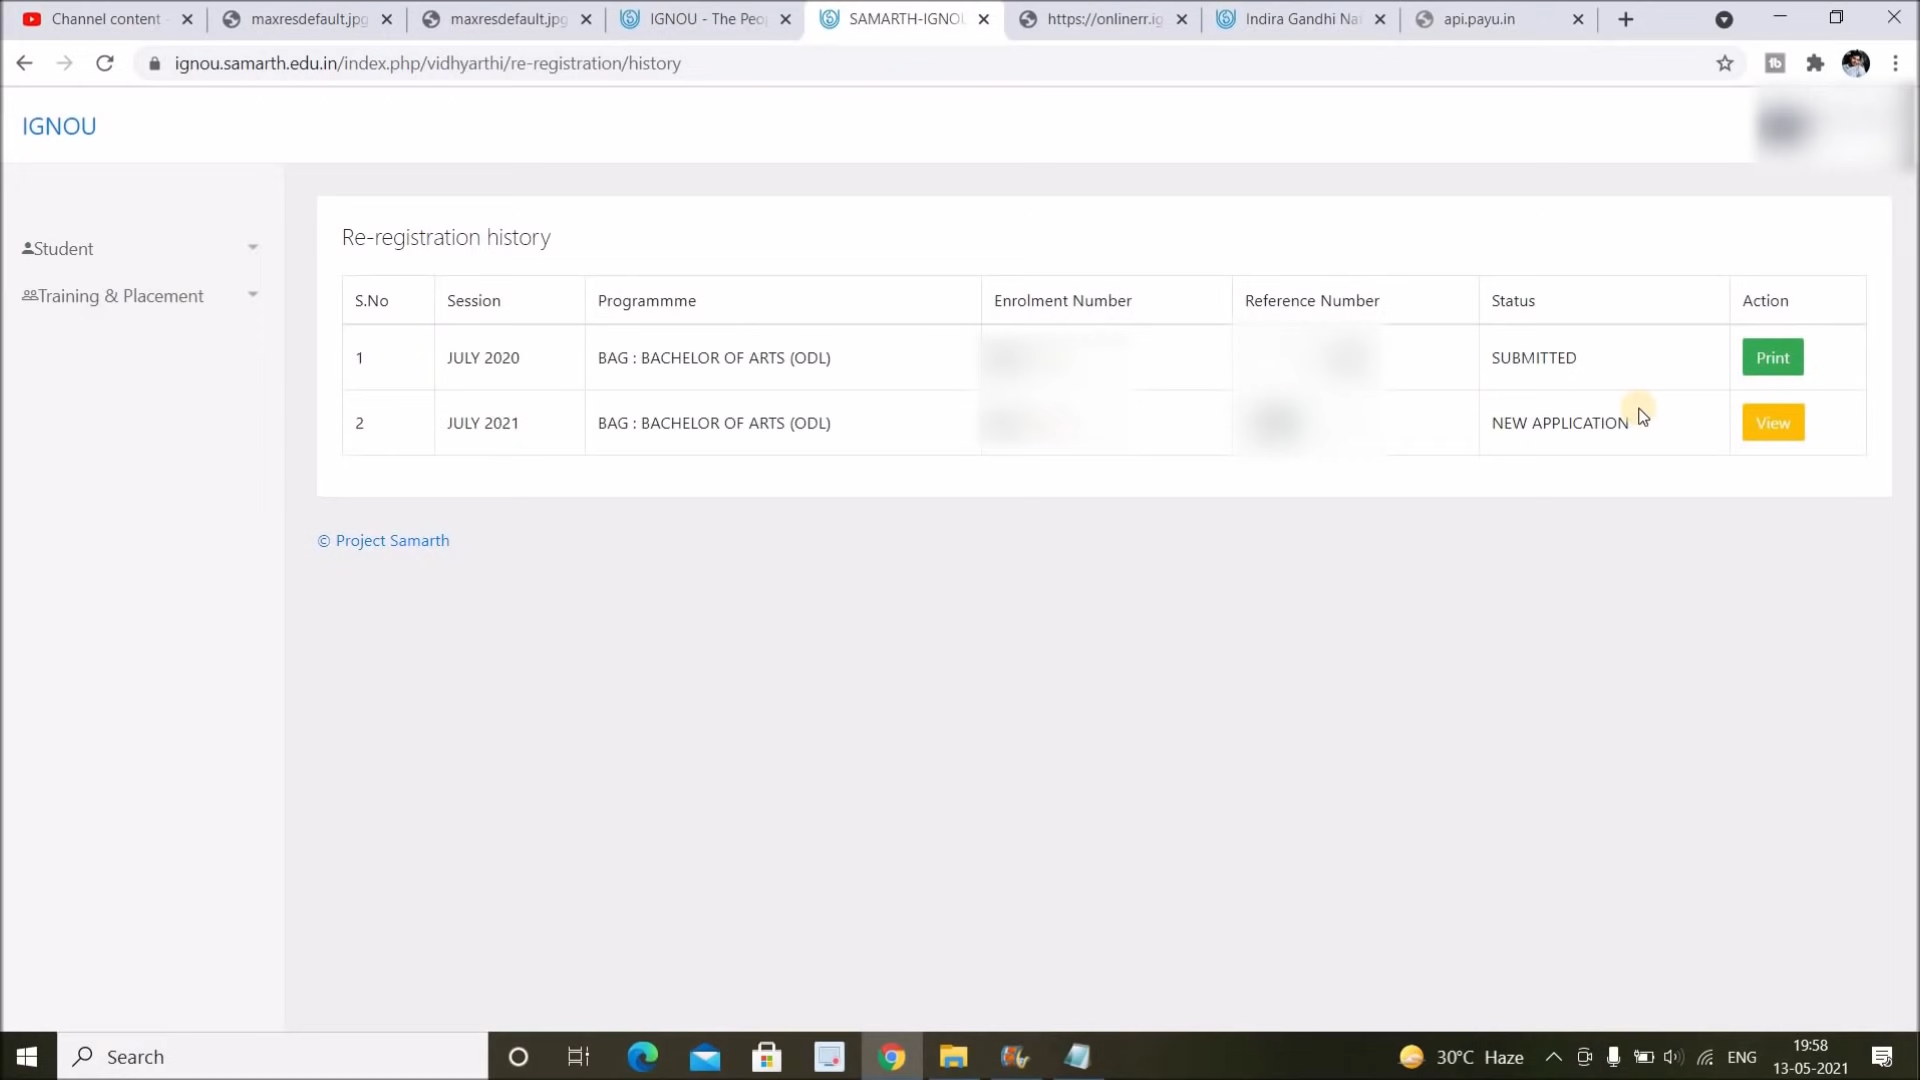 Channel content
maxresdefault.jpg
maxresdefault.jpg
IGNOU - The Peo
SAMARTH-IGNO
https://onlinerr.ig
Indira Gandhi Na
api.payu.in
ignou.samarth.edu.in/index.php/vidhyarthi/re-registration/history
IGNOU
Student
Training & Placement
Re-registration history
S.No Session Programmme Enrolment Number Reference Number Status Action
1 JULY 2020 BAG : BACHELOR OF ARTS (ODL) SUBMITTED Print
2 JULY 2021 BAG : BACHELOR OF ARTS (ODL) NEW APPLICATION View
© Project Samarth
Search
30°C Haze
ENG
19:58
13-05-2021